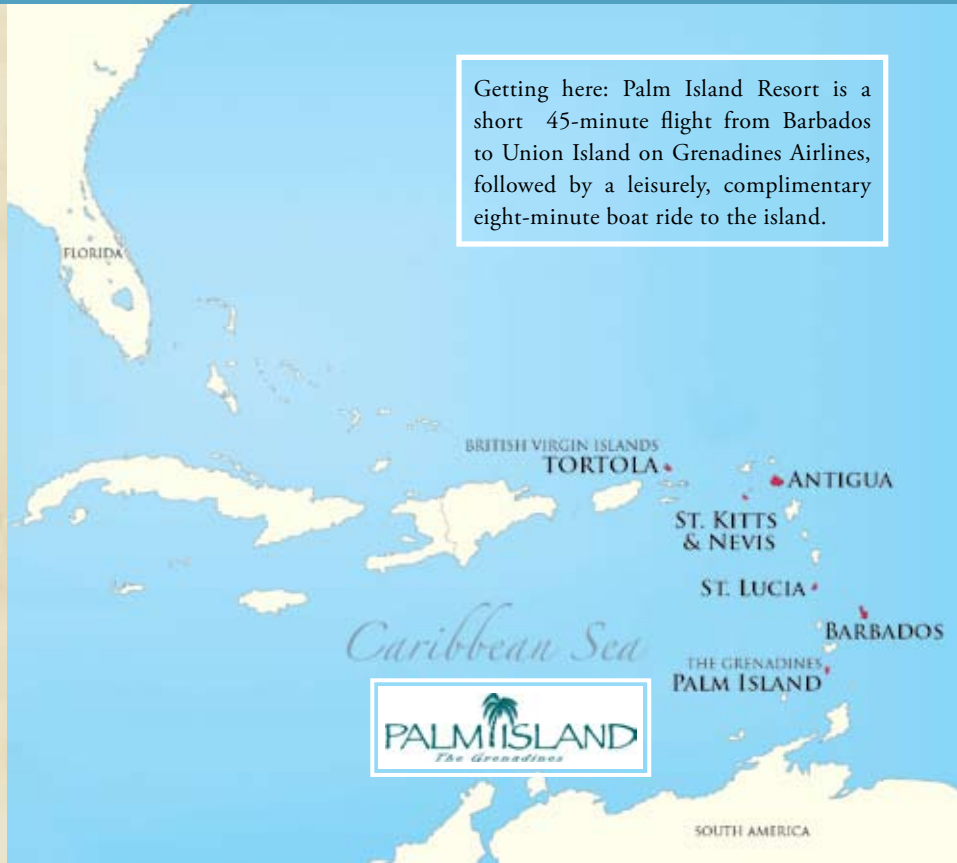 Getting here: Palm Island Resort is a
short 45-minute flight from Barbados
to Union Island on Grenadines Airlines,
followed by a leisurely, complimentary
eight-minute boat ride to the island.
FLORIDA
BRITISH VIRGIN ISLANDS
TORTOLA
ANTIGUA
ST. KITTS
& NEVIS
ST. LUCIA
BARBADOS
Caribbean Sea
THE GRENADINES
PALM ISLAND
PALM ISLAND
The Grenadines
SOUTH AMERICA